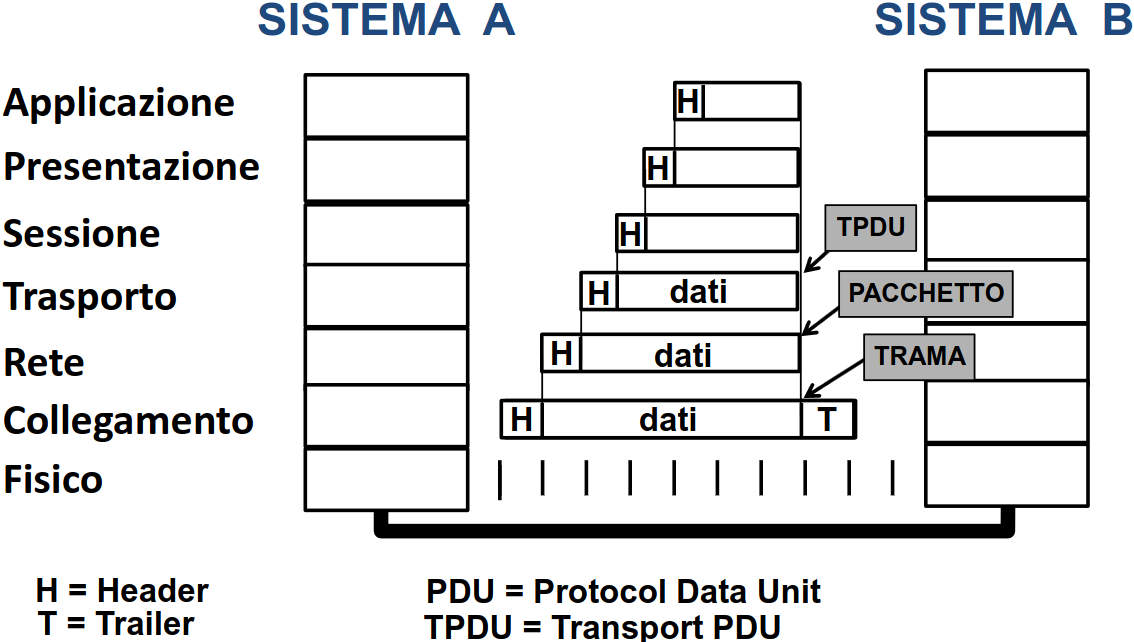 SISTEMA A
SISTEMA B
Applicazione
H
Presentazione
H
Sessione
H
TPDU
Trasporto
H
dati
PACCHETTO
Rete
H
dati
TRAMA
Collegamento
H
dati
T
Fisico
H = Header
T = Trailer
PDU = Protocol Data Unit
TPDU = Transport PDU